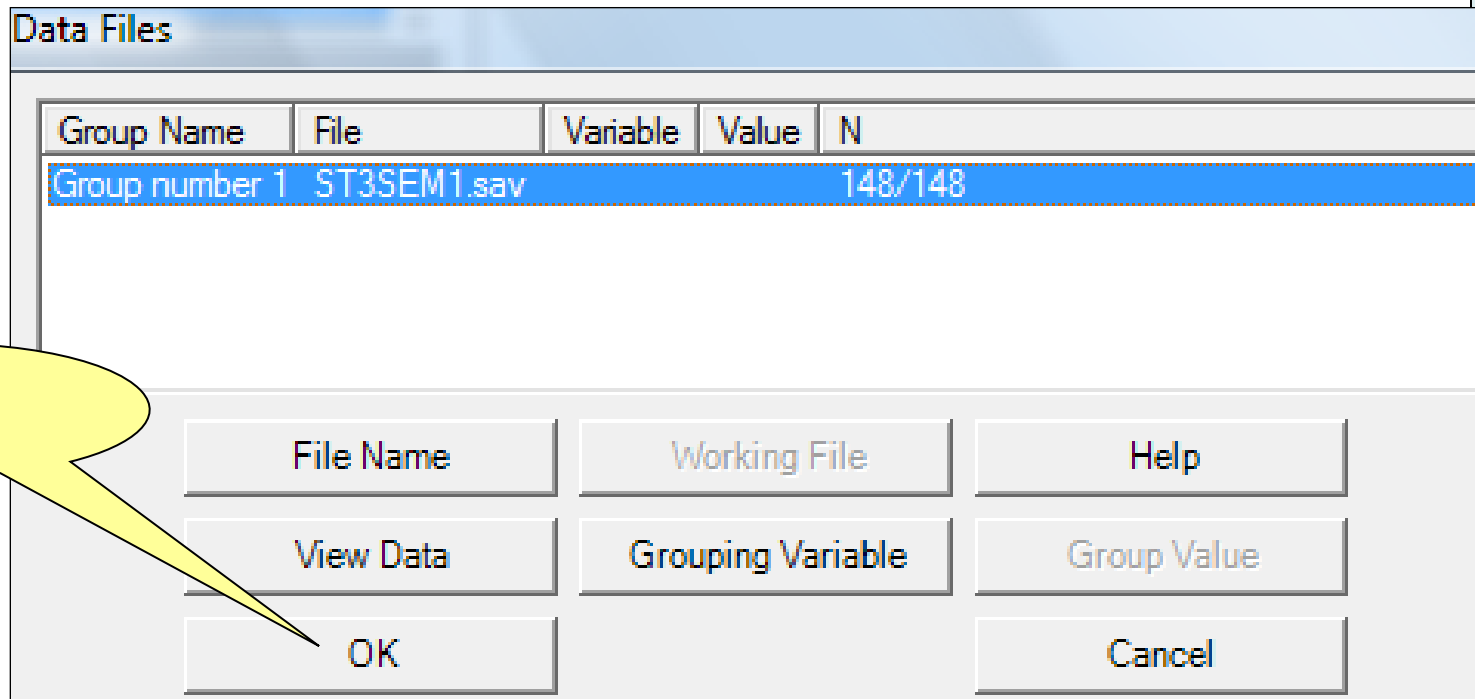 Data Files
Group Name File Variable Value N
Group number 1 ST3SEM1.sav 148/148
File Name Working File Help
View Data Grouping Variable Group Value
OK Cancel